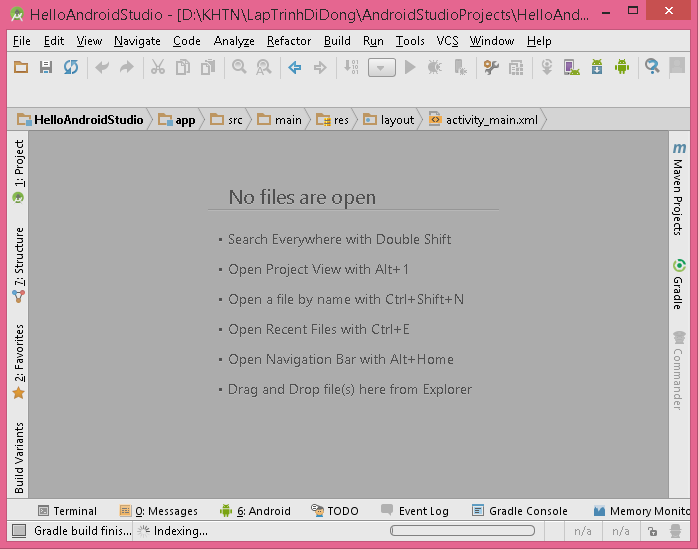 HelloAndroidStudio - [D:\KHTN\LapTrinhDiDong\AndroidStudioProjects\HelloAnd...
File Edit View Navigate Code Analyze Refactor Build Run Tools VCS Window Help
HelloAndroidStudio app src main res layout activity_main.xml
1: Project
7: Structure
2: Favorites
Build Variants
No files are open
• Search Everywhere with Double Shift
• Open Project View with Alt+1
• Open a file by name with Ctrl+Shift+N
• Open Recent Files with Ctrl+E
• Open Navigation Bar with Alt+Home
• Drag and Drop file(s) here from Explorer
m
Maven Projects
Gradle
Commander
Terminal 0: Messages 6: Android TODO Event Log Gradle Console Memory Monito
Gradle build finis... Indexing... n/a n/a